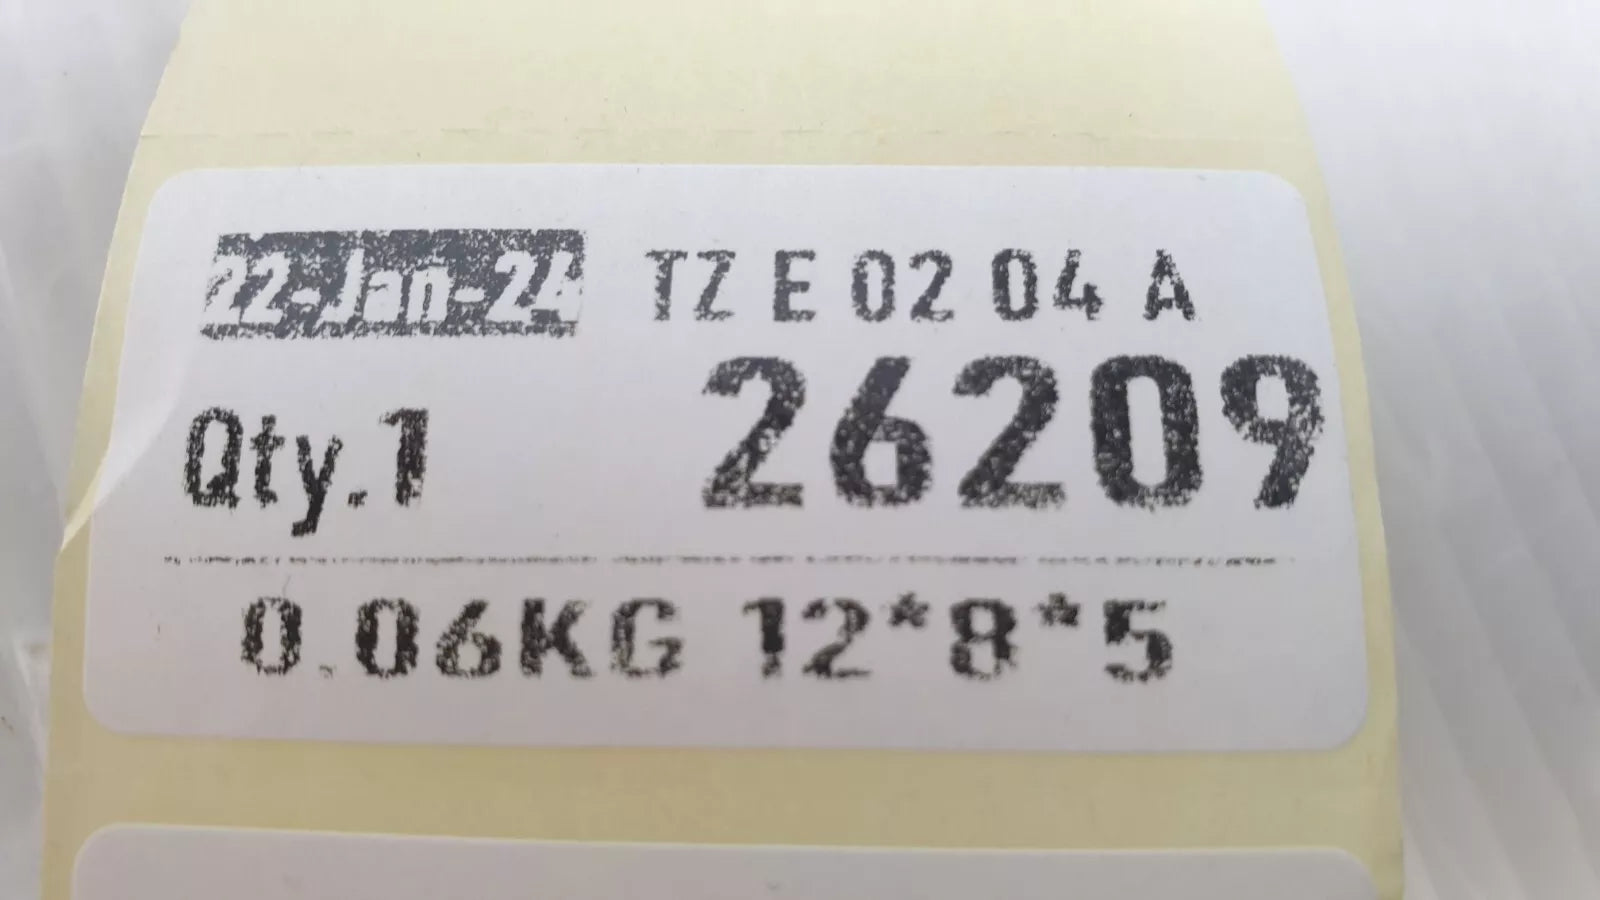 22-Jan-24 TZ E 02 04 A
Qty.1 26209
0.06KG 12*8*5